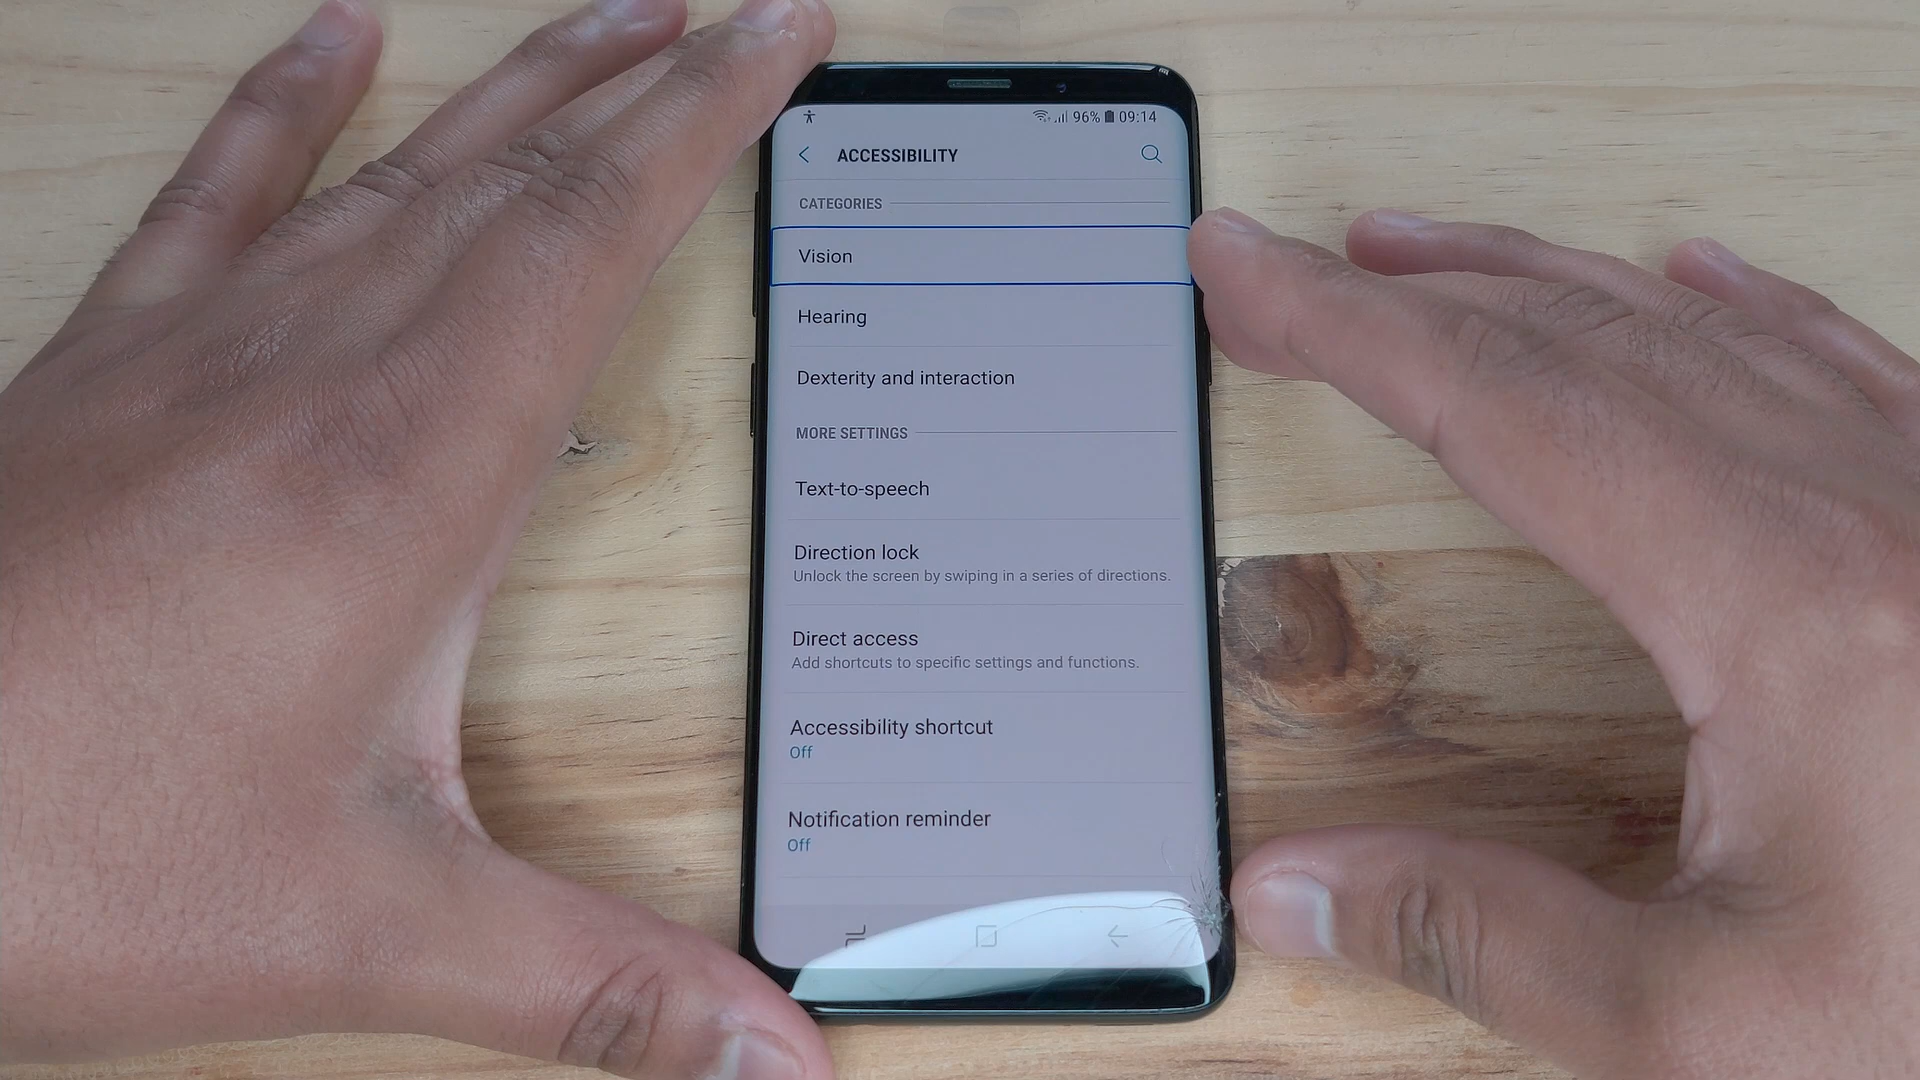 96% 09:14
ACCESSIBILITY
CATEGORIES
Vision
Hearing
Dexterity and interaction
MORE SETTINGS
Text-to-speech
Direction lock
Unlock the screen by swiping in a series of directions.
Direct access
Add shortcuts to specific settings and functions.
Accessibility shortcut
Off
Notification reminder
Off